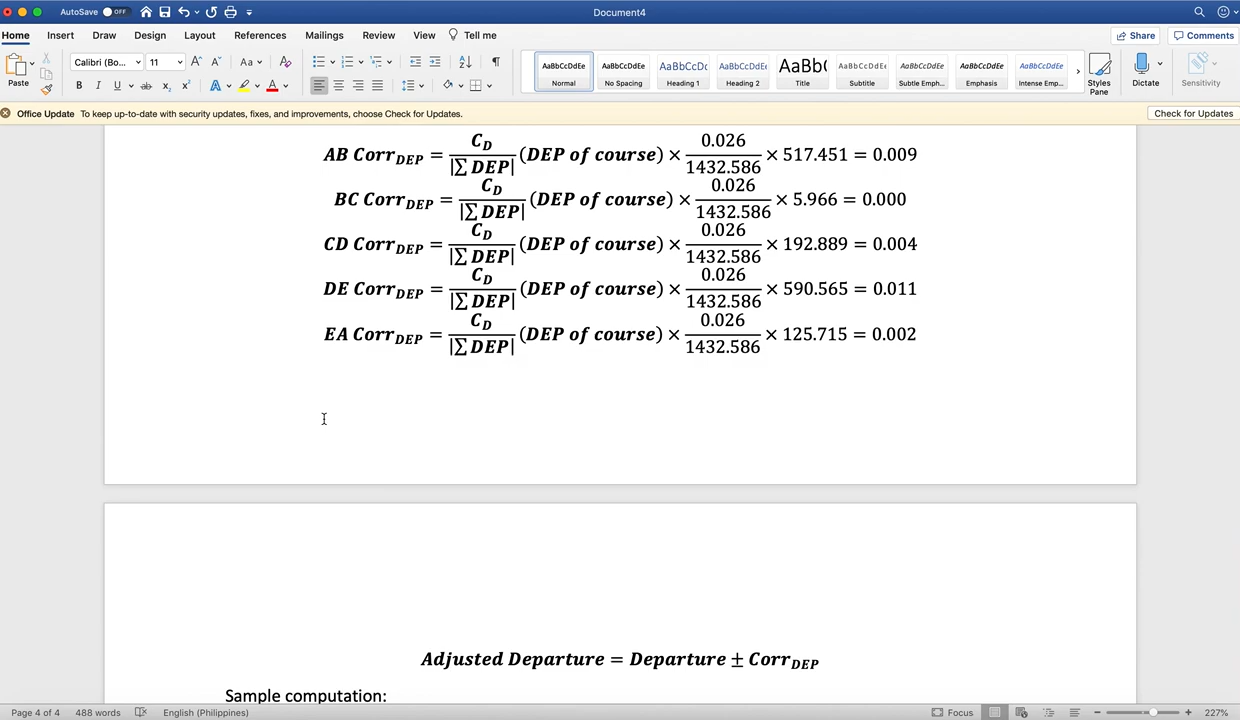 AutoSave OFF Document4
Home Insert Draw Design Layout References Mailings Review View Tell me Share Comments
Paste Calibri (Bo... 11 Aa AaBbCcDdEe Normal AaBbCcDdEe No Spacing AaBbCcDc Heading 1 AaBbCcDdEe Heading 2 AaBb( Title AaBbCcDdEe Subtitle AaBbCcDdEe Subtle Emph... AaBbCcDdEe Emphasis AaBbCcDdEe Intense Emp... Styles Pane Dictate Sensitivity
Office Update To keep up-to-date with security updates, fixes, and improvements, choose Check for Updates. Check for Updates
AB Corr_DEP = C_D / |∑ DEP| (DEP of course) × 0.026 / 1432.586 × 517.451 = 0.009
BC Corr_DEP = C_D / |∑ DEP| (DEP of course) × 0.026 / 1432.586 × 5.966 = 0.000
CD Corr_DEP = C_D / |∑ DEP| (DEP of course) × 0.026 / 1432.586 × 192.889 = 0.004
DE Corr_DEP = C_D / |∑ DEP| (DEP of course) × 0.026 / 1432.586 × 590.565 = 0.011
EA Corr_DEP = C_D / |∑ DEP| (DEP of course) × 0.026 / 1432.586 × 125.715 = 0.002
Adjusted Departure = Departure ± Corr_DEP
Sample computation:
Page 4 of 4 488 words English (Philippines) Focus 227%